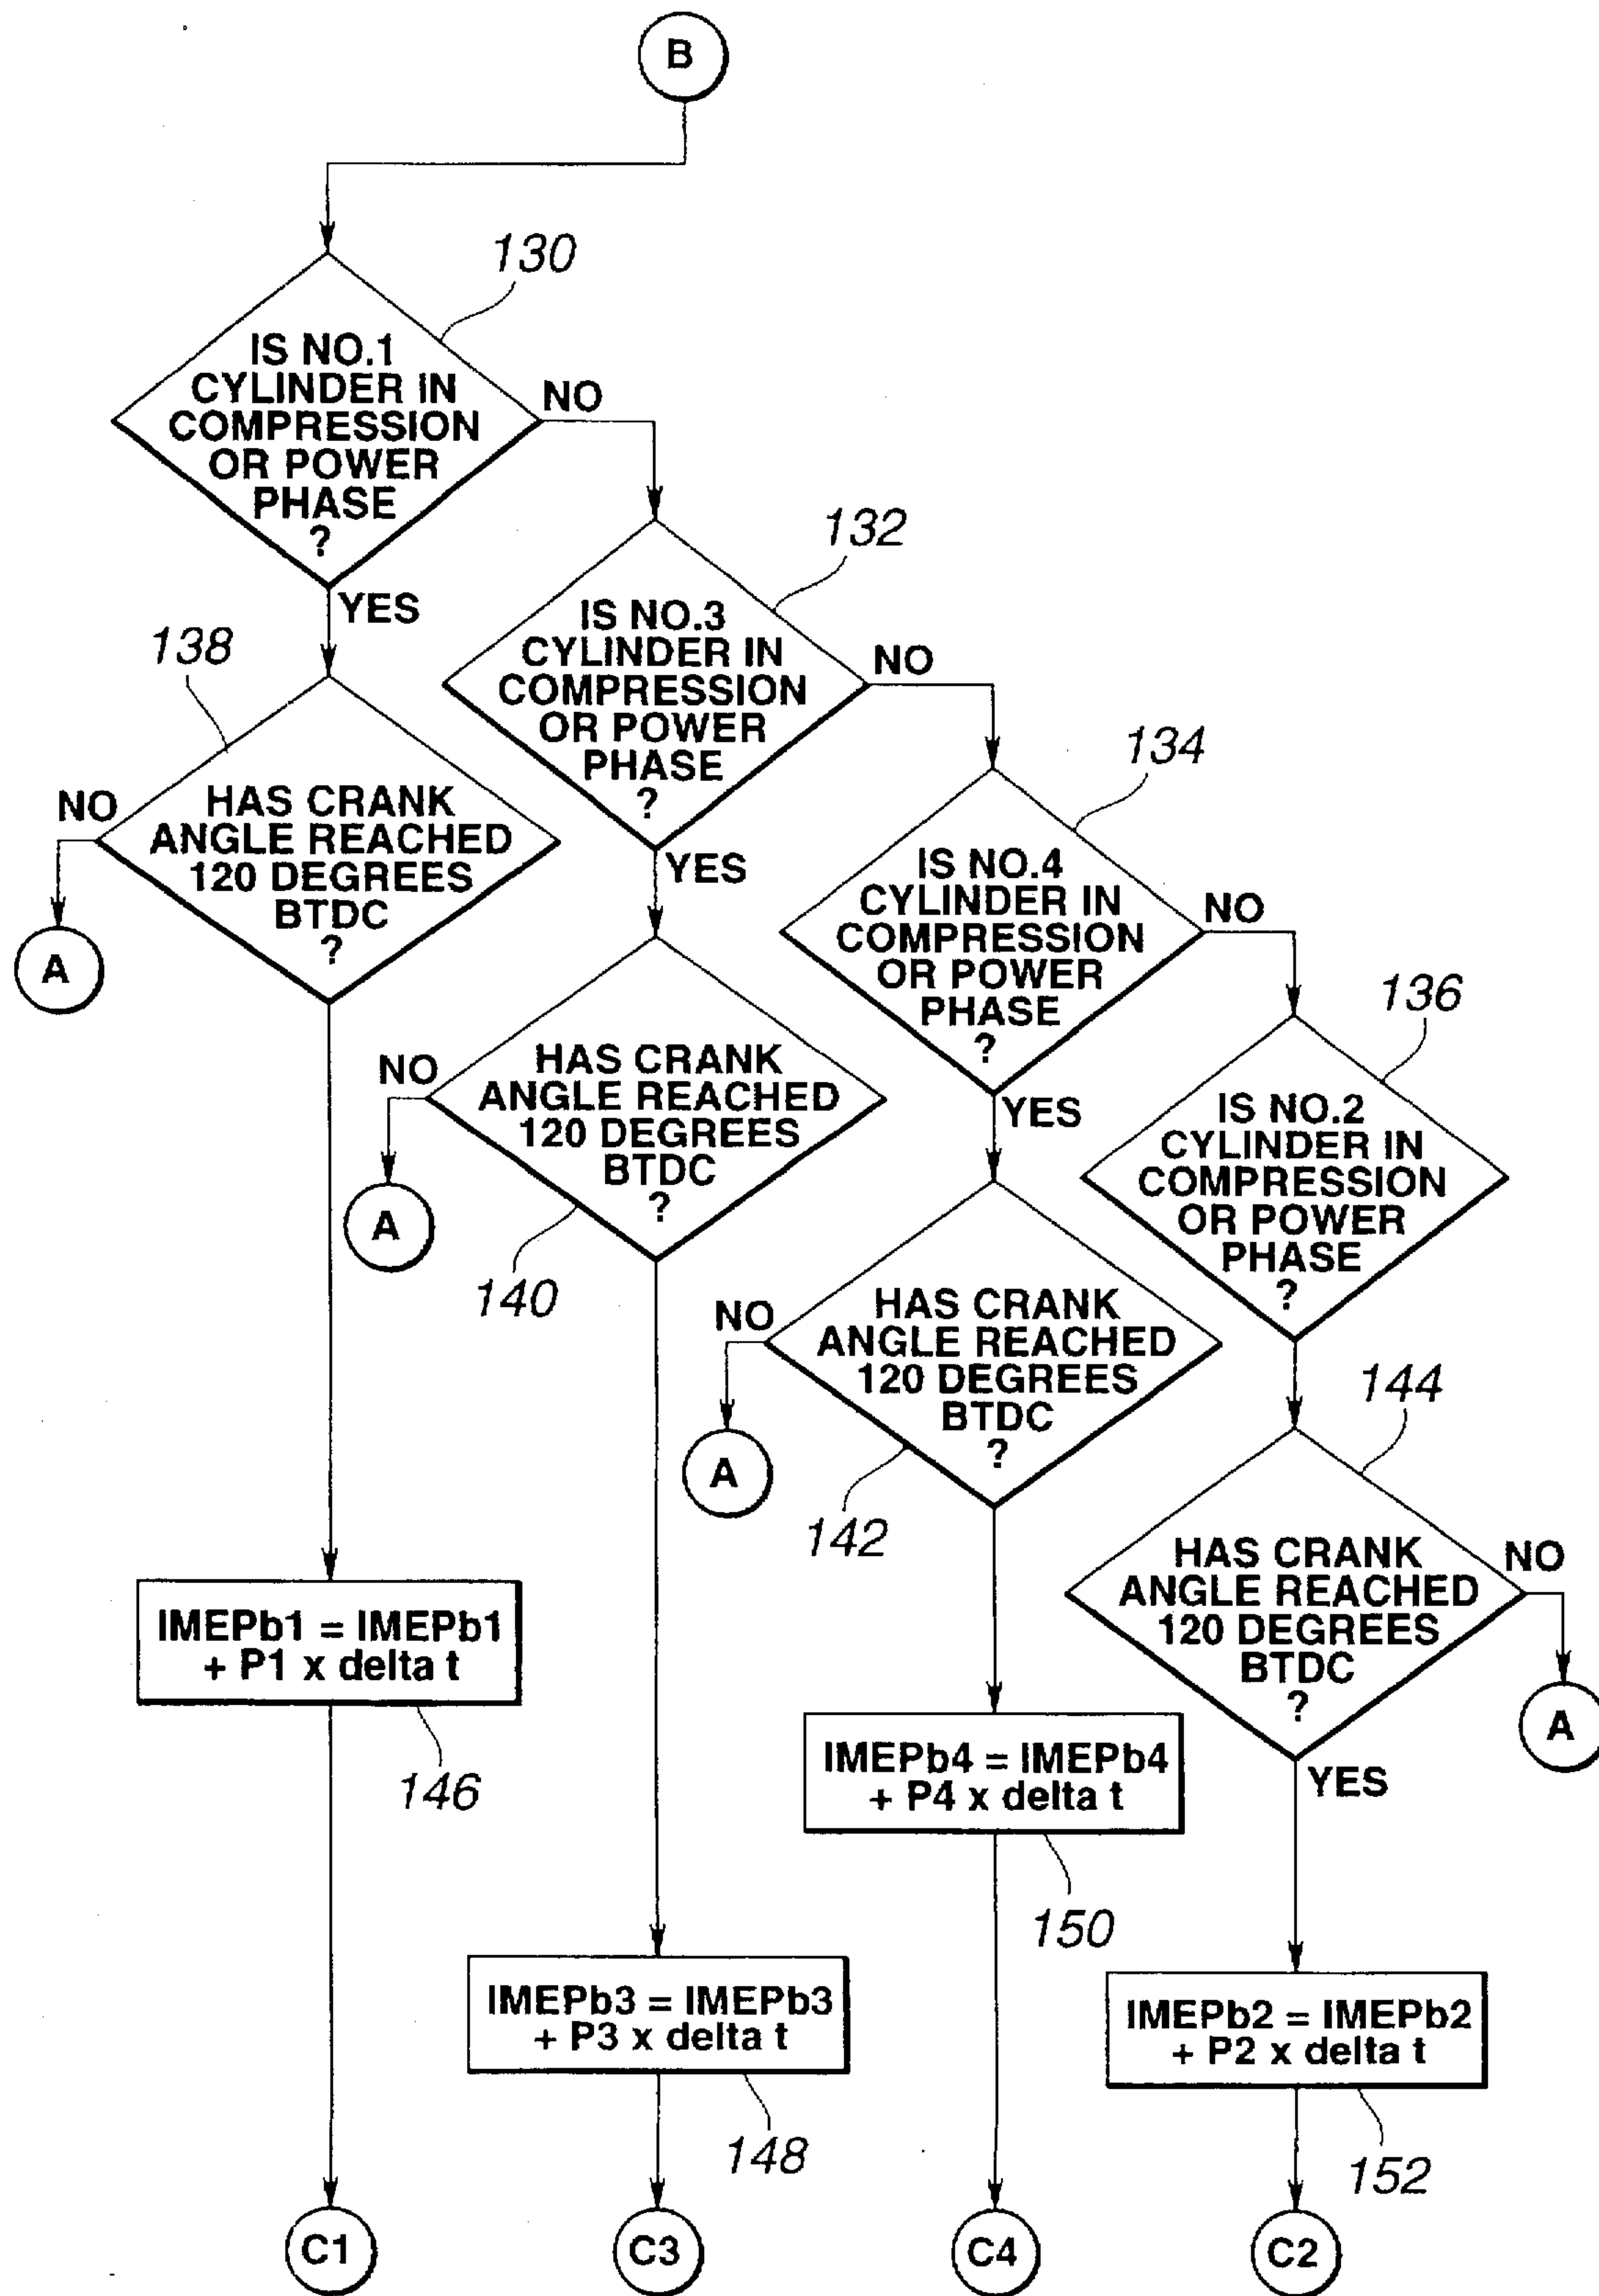 B
130
IS NO.1
CYLINDER IN
COMPRESSION
OR POWER
PHASE
?
NO
YES
132
IS NO.3
CYLINDER IN
COMPRESSION
OR POWER
PHASE
?
NO
YES
138
HAS CRANK
ANGLE REACHED
120 DEGREES
BTDC
?
NO
A
134
IS NO.4
CYLINDER IN
COMPRESSION
OR POWER
PHASE
?
NO
YES
140
HAS CRANK
ANGLE REACHED
120 DEGREES
BTDC
?
NO
A
136
IS NO.2
CYLINDER IN
COMPRESSION
OR POWER
PHASE
?
142
HAS CRANK
ANGLE REACHED
120 DEGREES
BTDC
?
NO
A
144
HAS CRANK
ANGLE REACHED
120 DEGREES
BTDC
?
NO
A
YES
IMEPb1 = IMEPb1
+ P1 x delta t
146
IMEPb4 = IMEPb4
+ P4 x delta t
150
IMEPb3 = IMEPb3
+ P3 x delta t
148
IMEPb2 = IMEPb2
+ P2 x delta t
152
C1
C3
C4
C2